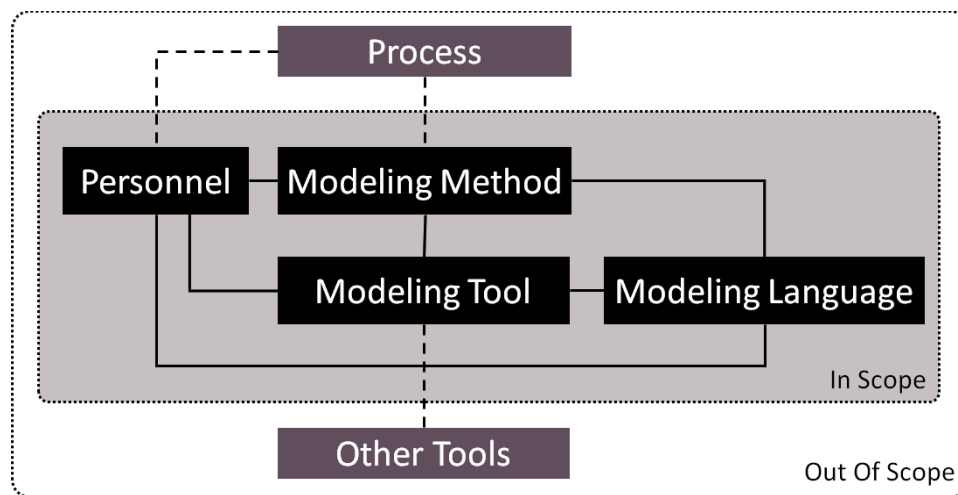 Process
Personnel
Modeling Method
Modeling Tool
Modeling Language
In Scope
Other Tools
Out Of Scope